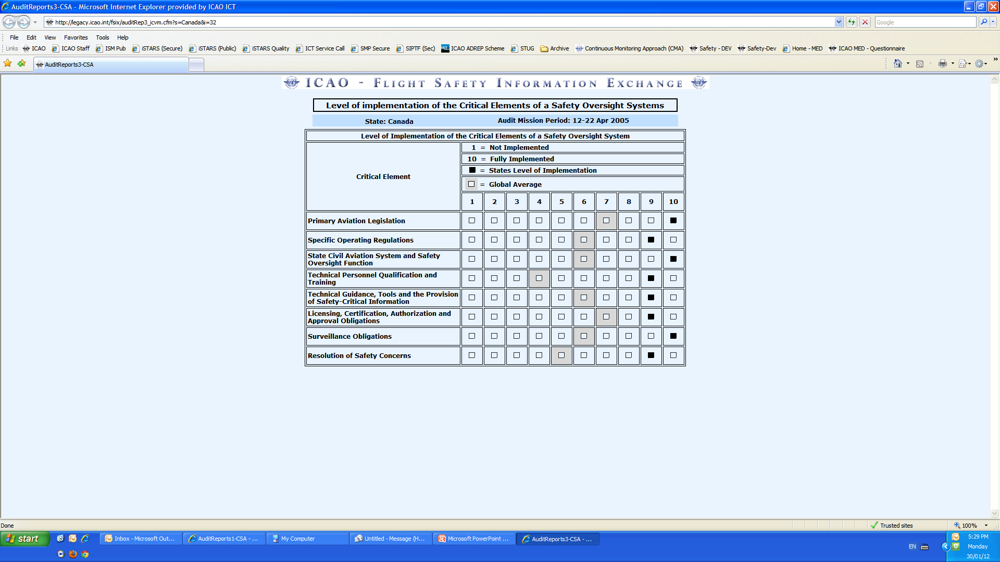 AuditReports3-CSA - Microsoft Internet Explorer provided by ICAO ICT
http://legacy.icao.int/fsix/auditRep3_icvm.cfm?s=Canada&i=32
Google
File Edit View Favorites Tools Help
Links ICAO ICAO Staff ISM Pub iSTARS (Secure) iSTARS (Public) iSTARS Quality ICT Service Call SMP Secure SIPTF (Sec) ICAO ADREP Scheme STUG Archive Continuous Monitoring Approach (CMA) Safety - DEV Safety-Dev Home - MED ICAO MED - Questionnaire
AuditReports3-CSA
ICAO - Flight Safety Information Exchange
Level of implementation of the Critical Elements of a Safety Oversight Systems
State: Canada Audit Mission Period: 12-22 Apr 2005
Level of Implementation of the Critical Elements of a Safety Oversight System
Critical Element
1 = Not Implemented
10 = Fully Implemented
= States Level of Implementation
= Global Average
1 2 3 4 5 6 7 8 9 10
Primary Aviation Legislation
Specific Operating Regulations
State Civil Aviation System and Safety
Oversight Function
Technical Personnel Qualification and
Training
Technical Guidance, Tools and the Provision
of Safety-Critical Information
Licensing, Certification, Authorization and
Approval Obligations
Surveillance Obligations
Resolution of Safety Concerns
Done Trusted sites 100%
start Inbox - Microsoft Out... AuditReports1-CSA - ... My Computer Untitled - Message (H... Microsoft PowerPoint ... AuditReports3-CSA - ...
EN
5:29 PM
Monday
30/01/12